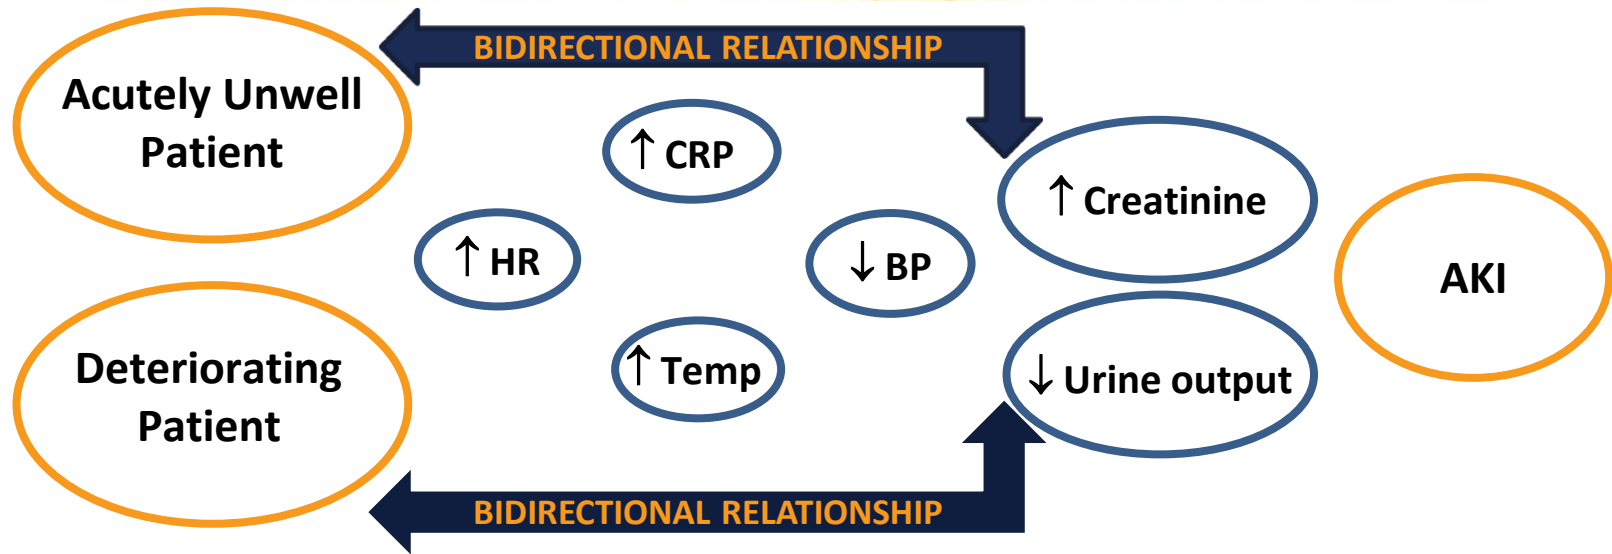 BIDIRECTIONAL RELATIONSHIP
Acutely Unwell
Patient
↑ CRP
↑ Creatinine
↑ HR
↓ BP
AKI
Deteriorating
Patient
↑ Temp
↓ Urine output
BIDIRECTIONAL RELATIONSHIP